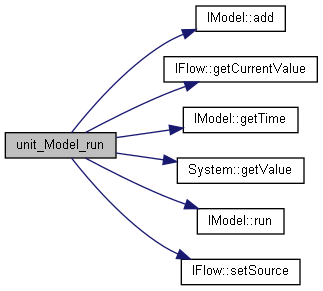 IModel::add
IFlow::getCurrentValue
IModel::getTime
unit_Model_run
System::getValue
IModel::run
IFlow::setSource